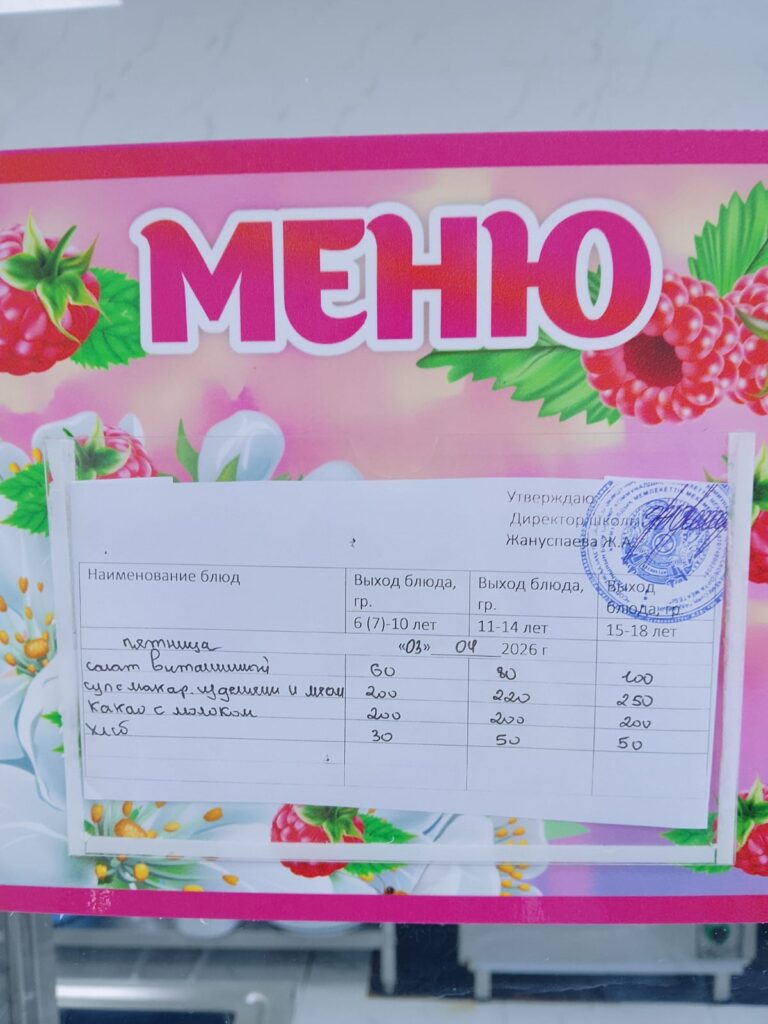 МЕНЮ
Утверждаю
Директор школы
Жануспаева Ж.А.
Наименование блюд Выход блюда, гр. Выход блюда, гр. Выход блюда, гр.
6 (7)-10 лет 11-14 лет 15-18 лет
пятница «03» 04 2026 г
салат витаминный 60 80 100
суп с макар. изделиями и мясом 200 220 250
Какао с молоком 200 200 200
хлеб 30 50 50